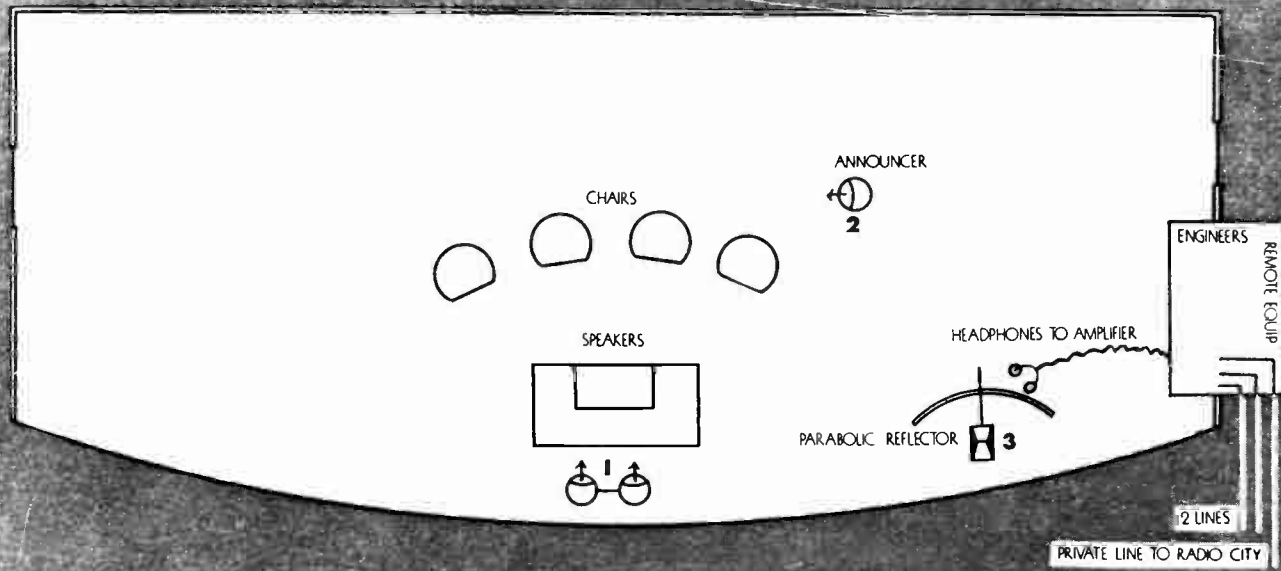 ANNOUNCER
2
CHAIRS
ENGINEERS
REMOTE EQUIP
SPEAKERS
HEADPHONES TO AMPLIFIER
PARABOLIC REFLECTOR 3
1
2 LINES
PRIVATE LINE TO RADIO CITY